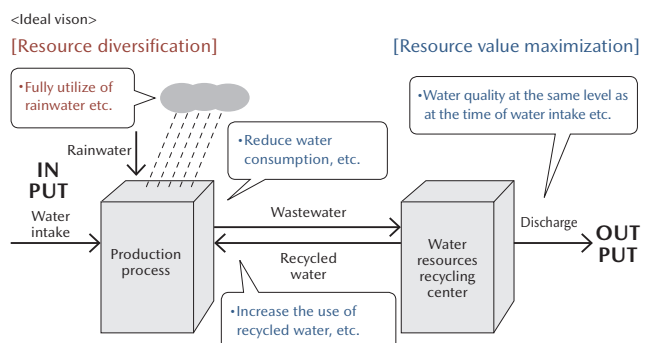 <Ideal vison>
[Resource diversification]
[Resource value maximization]
•Fully utilize of
rainwater etc.
•Water quality at the same level as
at the time of water intake etc.
•Reduce water
consumption, etc.
Rainwater
IN
PUT
Water
intake
Production
process
Wastewater
Recycled
water
Water
resources
recycling
center
Discharge
OUT
PUT
•Increase the use of
recycled water, etc.